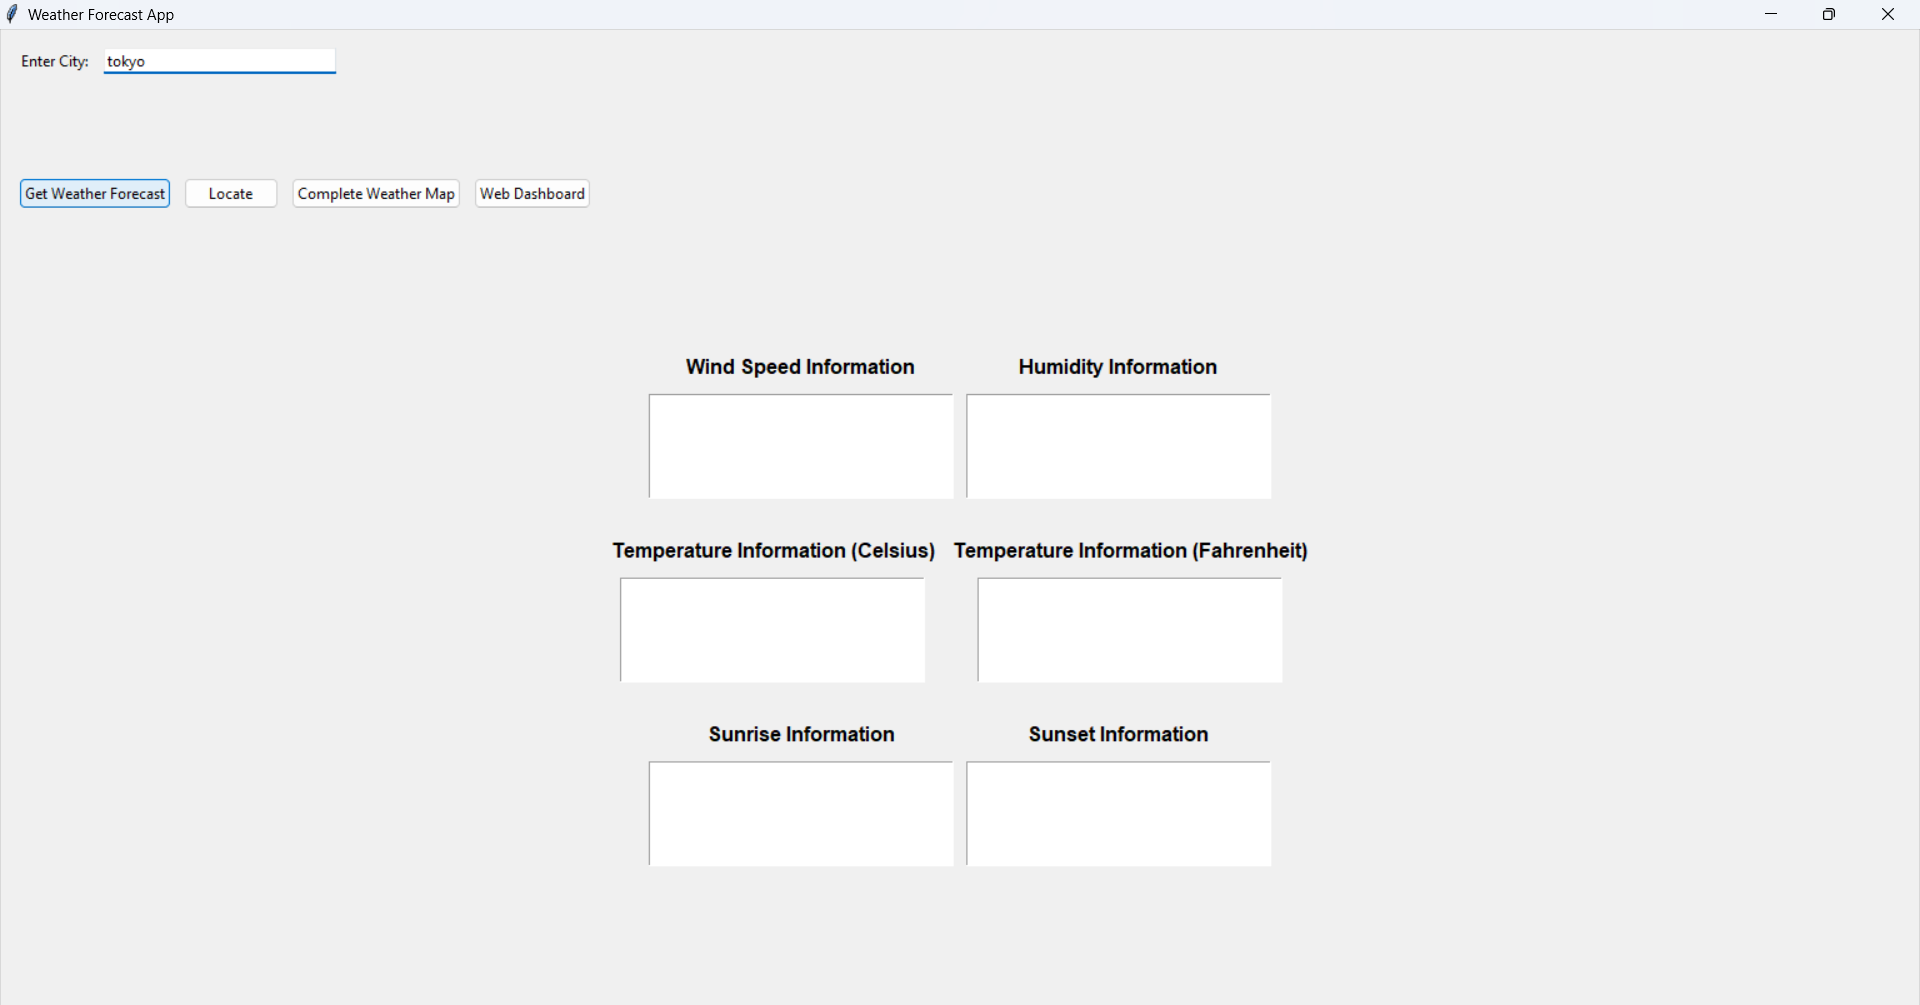 Weather Forecast App
Enter City: tokyo
Get Weather Forecast Locate Complete Weather Map Web Dashboard
Wind Speed Information Humidity Information
Temperature Information (Celsius) Temperature Information (Fahrenheit)
Sunrise Information Sunset Information